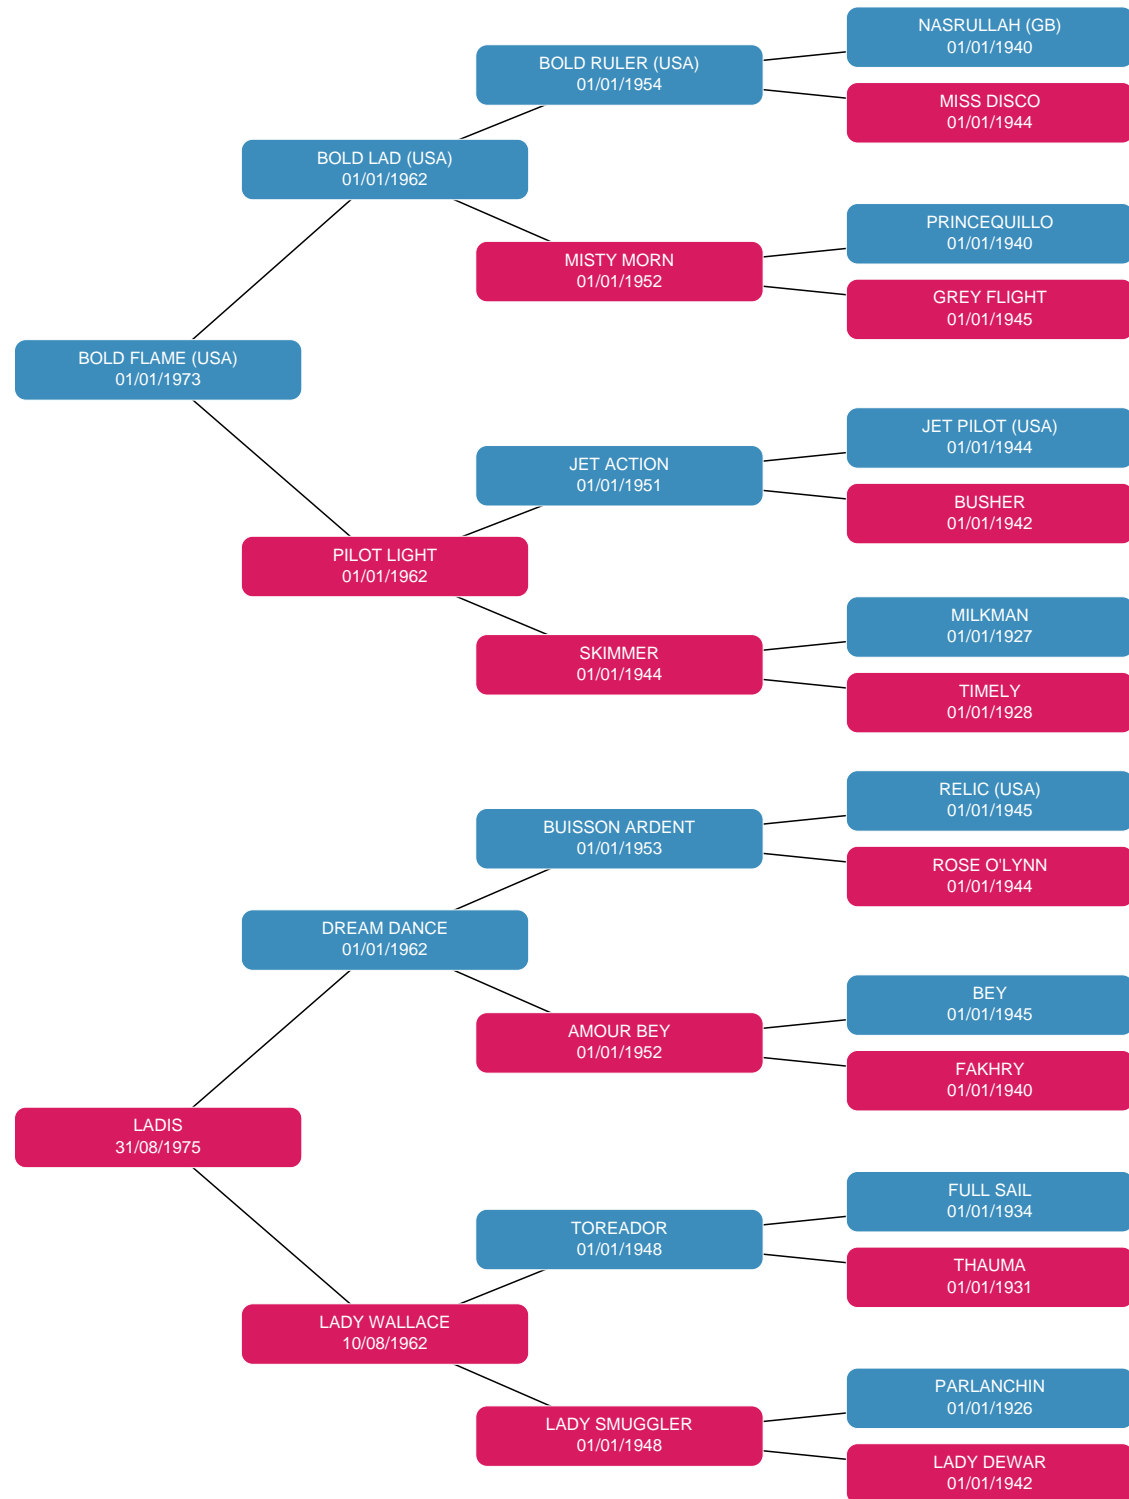 NASRULLAH (GB)
01/01/1940
BOLD RULER (USA)
01/01/1954
MISS DISCO
01/01/1944
BOLD LAD (USA)
01/01/1962
PRINCEQUILLO
01/01/1940
MISTY MORN
01/01/1952
GREY FLIGHT
01/01/1945
BOLD FLAME (USA)
01/01/1973
JET PILOT (USA)
01/01/1944
JET ACTION
01/01/1951
BUSHER
01/01/1942
PILOT LIGHT
01/01/1962
MILKMAN
01/01/1927
SKIMMER
01/01/1944
TIMELY
01/01/1928
RELIC (USA)
01/01/1945
BUISSON ARDENT
01/01/1953
ROSE O'LYNN
01/01/1944
DREAM DANCE
01/01/1962
BEY
01/01/1945
AMOUR BEY
01/01/1952
FAKHRY
01/01/1940
LADIS
31/08/1975
FULL SAIL
01/01/1934
TOREADOR
01/01/1948
THAUMA
01/01/1931
LADY WALLACE
10/08/1962
PARLANCHIN
01/01/1926
LADY SMUGGLER
01/01/1948
LADY DEWAR
01/01/1942